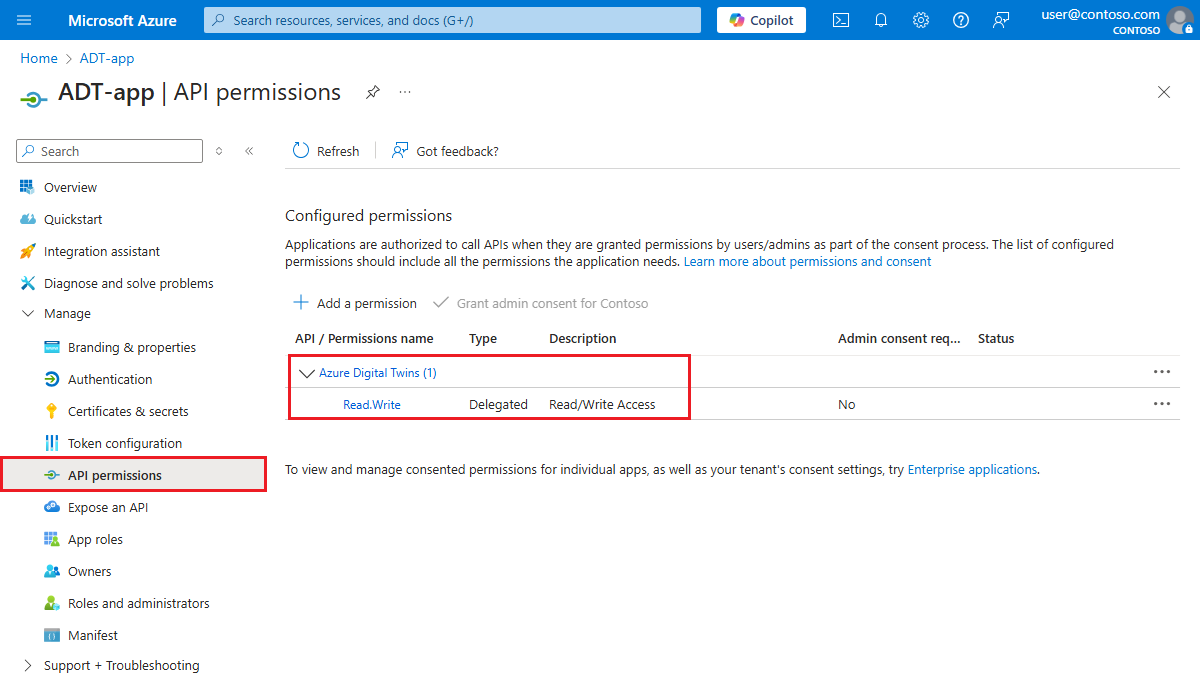 Microsoft Azure
Search resources, services, and docs (G+/)
Copilot
user@contoso.com
CONTOSO
Home > ADT-app
ADT-app | API permissions
Search
Refresh
Got feedback?
Overview
Quickstart
Integration assistant
Diagnose and solve problems
Manage
Branding & properties
Authentication
Certificates & secrets
Token configuration
API permissions
Expose an API
App roles
Owners
Roles and administrators
Manifest
Support + Troubleshooting
Configured permissions
Applications are authorized to call APIs when they are granted permissions by users/admins as part of the consent process. The list of configured
permissions should include all the permissions the application needs. Learn more about permissions and consent
Add a permission
Grant admin consent for Contoso
API / Permissions name Type Description Admin consent req... Status
Azure Digital Twins (1)
Read.Write Delegated Read/Write Access No
To view and manage consented permissions for individual apps, as well as your tenant's consent settings, try Enterprise applications.